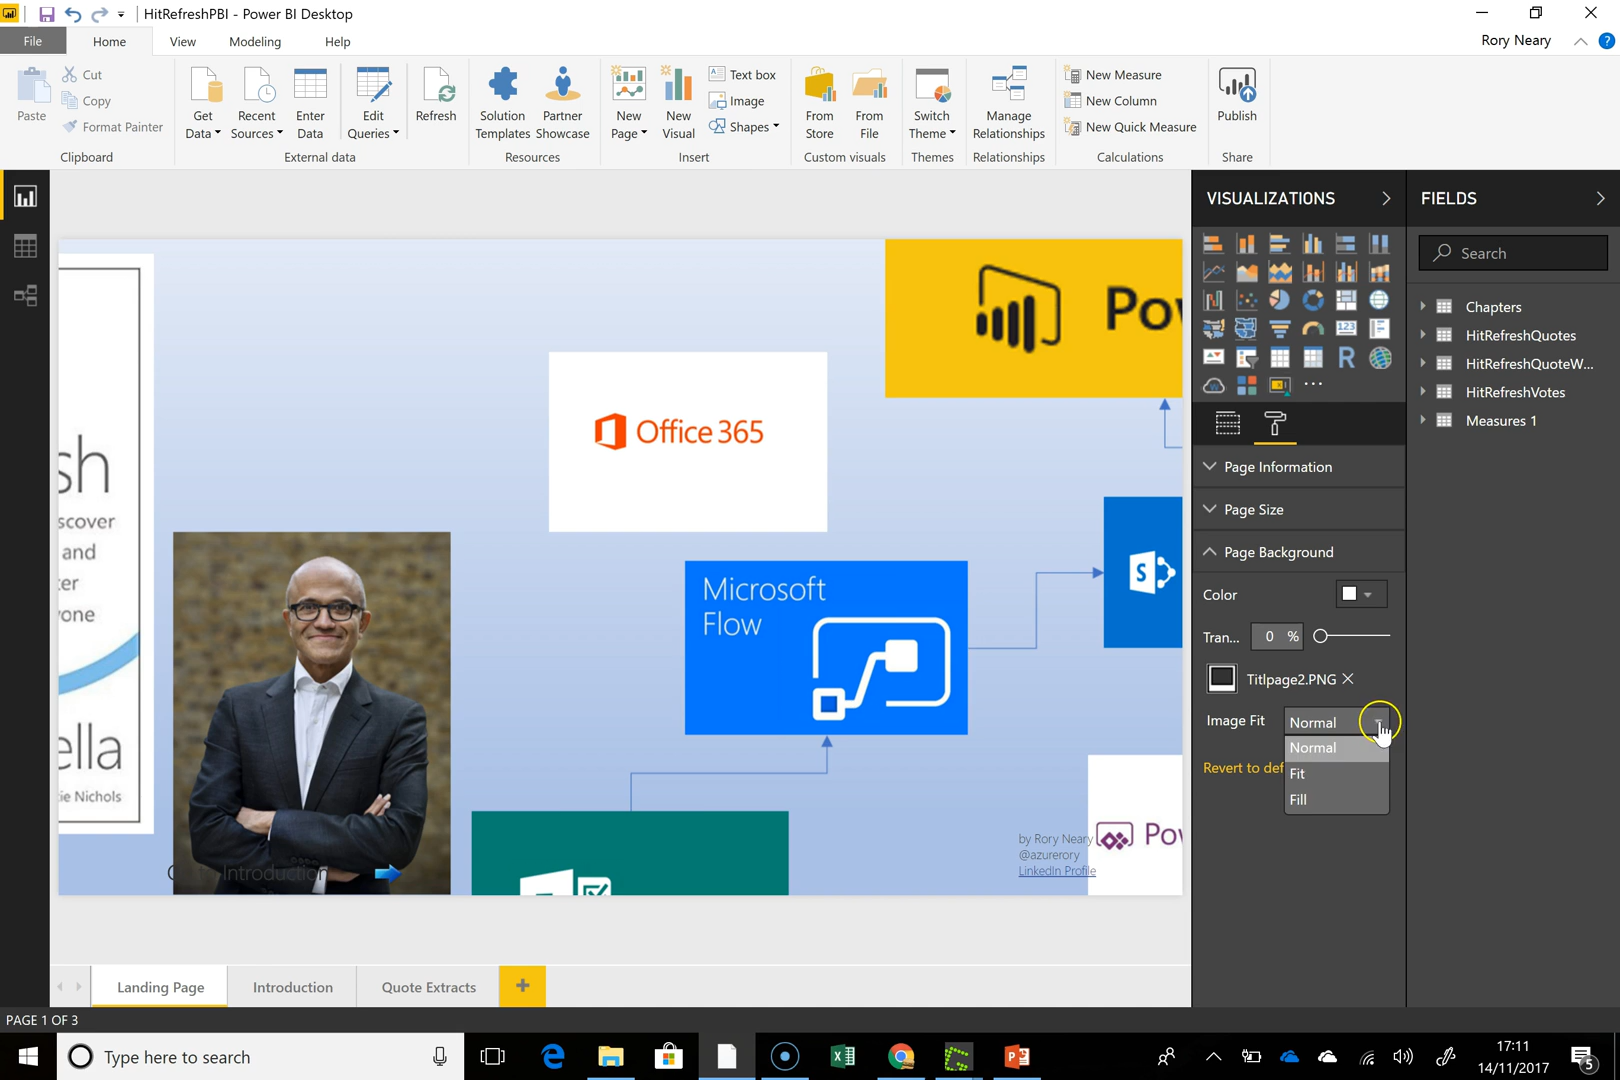 HitRefreshPBI - Power BI Desktop
File
Home
View
Modeling
Help
Rory Neary
Paste
Cut
Copy
Format Painter
Clipboard
Get Data
Recent Sources
Enter Data
Edit Queries
Refresh
External data
Solution Templates
Partner Showcase
Resources
New Page
New Visual
Text box
Image
Shapes
Insert
From Store
From File
Custom visuals
Switch Theme
Themes
Manage Relationships
Relationships
New Measure
New Column
New Quick Measure
Calculations
Publish
Share
sh
scover
and
ter
yone
ella
ie Nichols
Introduction
Office 365
Microsoft
Flow
Po
S
by Rory Neary
@azurerory
LinkedIn Profile
Po
VISUALIZATIONS
123
R
Page Information
Page Size
Page Background
Color
Tran...
0 %
Titlpage2.PNG
Image Fit
Normal
Normal
Fit
Fill
Revert to def
FIELDS
Search
Chapters
HitRefreshQuotes
HitRefreshQuoteW...
HitRefreshVotes
Measures 1
Landing Page
Introduction
Quote Extracts
+
PAGE 1 OF 3
Type here to search
17:11
14/11/2017
5